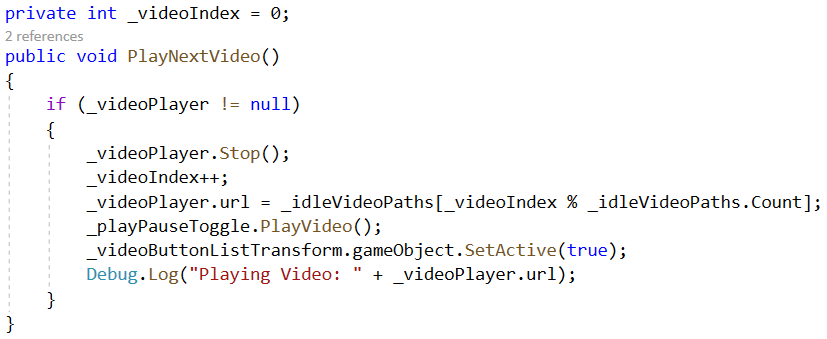 private int _videoIndex = 0;
2 references
public void PlayNextVideo()
{
    if (_videoPlayer != null)
    {
        _videoPlayer.Stop();
        _videoIndex++;
        _videoPlayer.url = _idleVideoPaths[_videoIndex % _idleVideoPaths.Count];
        _playPauseToggle.PlayVideo();
        _videoButtonListTransform.gameObject.SetActive(true);
        Debug.Log("Playing Video: " + _videoPlayer.url);
    }
}